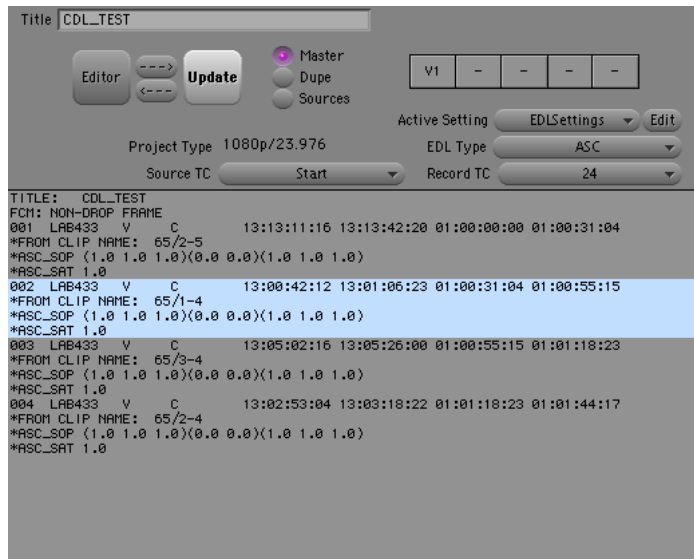 Title CDL_TEST
Editor
--->
<---
Update
Master
Dupe
Sources
V1 - - - -
Active Setting EDLSettings Edit
Project Type 1080p/23.976
EDL Type ASC
Source TC Start
Record TC 24
TITLE: CDL_TEST
FCM: NON-DROP FRAME
001 LAB433 V C 13:13:11:16 13:13:42:20 01:00:00:00 01:00:31:04
*FROM CLIP NAME: 65/2-5
*ASC_SOP (1.0 1.0 1.0)(0.0 0.0)(1.0 1.0 1.0)
*ASC_SAT 1.0
002 LAB433 V C 13:00:42:12 13:01:06:23 01:00:31:04 01:00:55:15
*FROM CLIP NAME: 65/1-4
*ASC_SOP (1.0 1.0 1.0)(0.0 0.0)(1.0 1.0 1.0)
*ASC_SAT 1.0
003 LAB433 V C 13:05:02:16 13:05:26:00 01:00:55:15 01:01:18:23
*FROM CLIP NAME: 65/3-4
*ASC_SOP (1.0 1.0 1.0)(0.0 0.0)(1.0 1.0 1.0)
*ASC_SAT 1.0
004 LAB433 V C 13:02:53:04 13:03:18:22 01:01:18:23 01:01:44:17
*FROM CLIP NAME: 65/2-4
*ASC_SOP (1.0 1.0 1.0)(0.0 0.0)(1.0 1.0 1.0)
*ASC_SAT 1.0